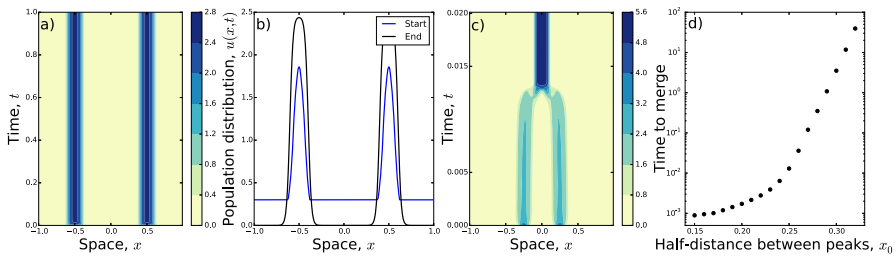 a)
1.0
0.8
0.6
0.4
0.2
0.0
Time, t
−1.0 −0.5 0.0 0.5
Space, x
2.8
2.4
2.0
1.6
1.2
0.8
0.4
0.0
b)
Population distribution, u(x,t)
2.5
2.0
1.5
1.0
0.5
0.0
Start
End
−1.0 −0.5 0.0 0.5 1.0
Space, x
c)
Time, t
0.020
0.015
0.010
0.005
0.000
−1.0 −0.5 0.0 0.5
Space, x
5.6
4.8
4.0
3.2
2.4
1.6
0.8
0.0
d)
Time to merge
10²
10¹
10⁰
10⁻¹
10⁻²
10⁻³
0.15 0.20 0.25 0.30
Half-distance between peaks, x₀